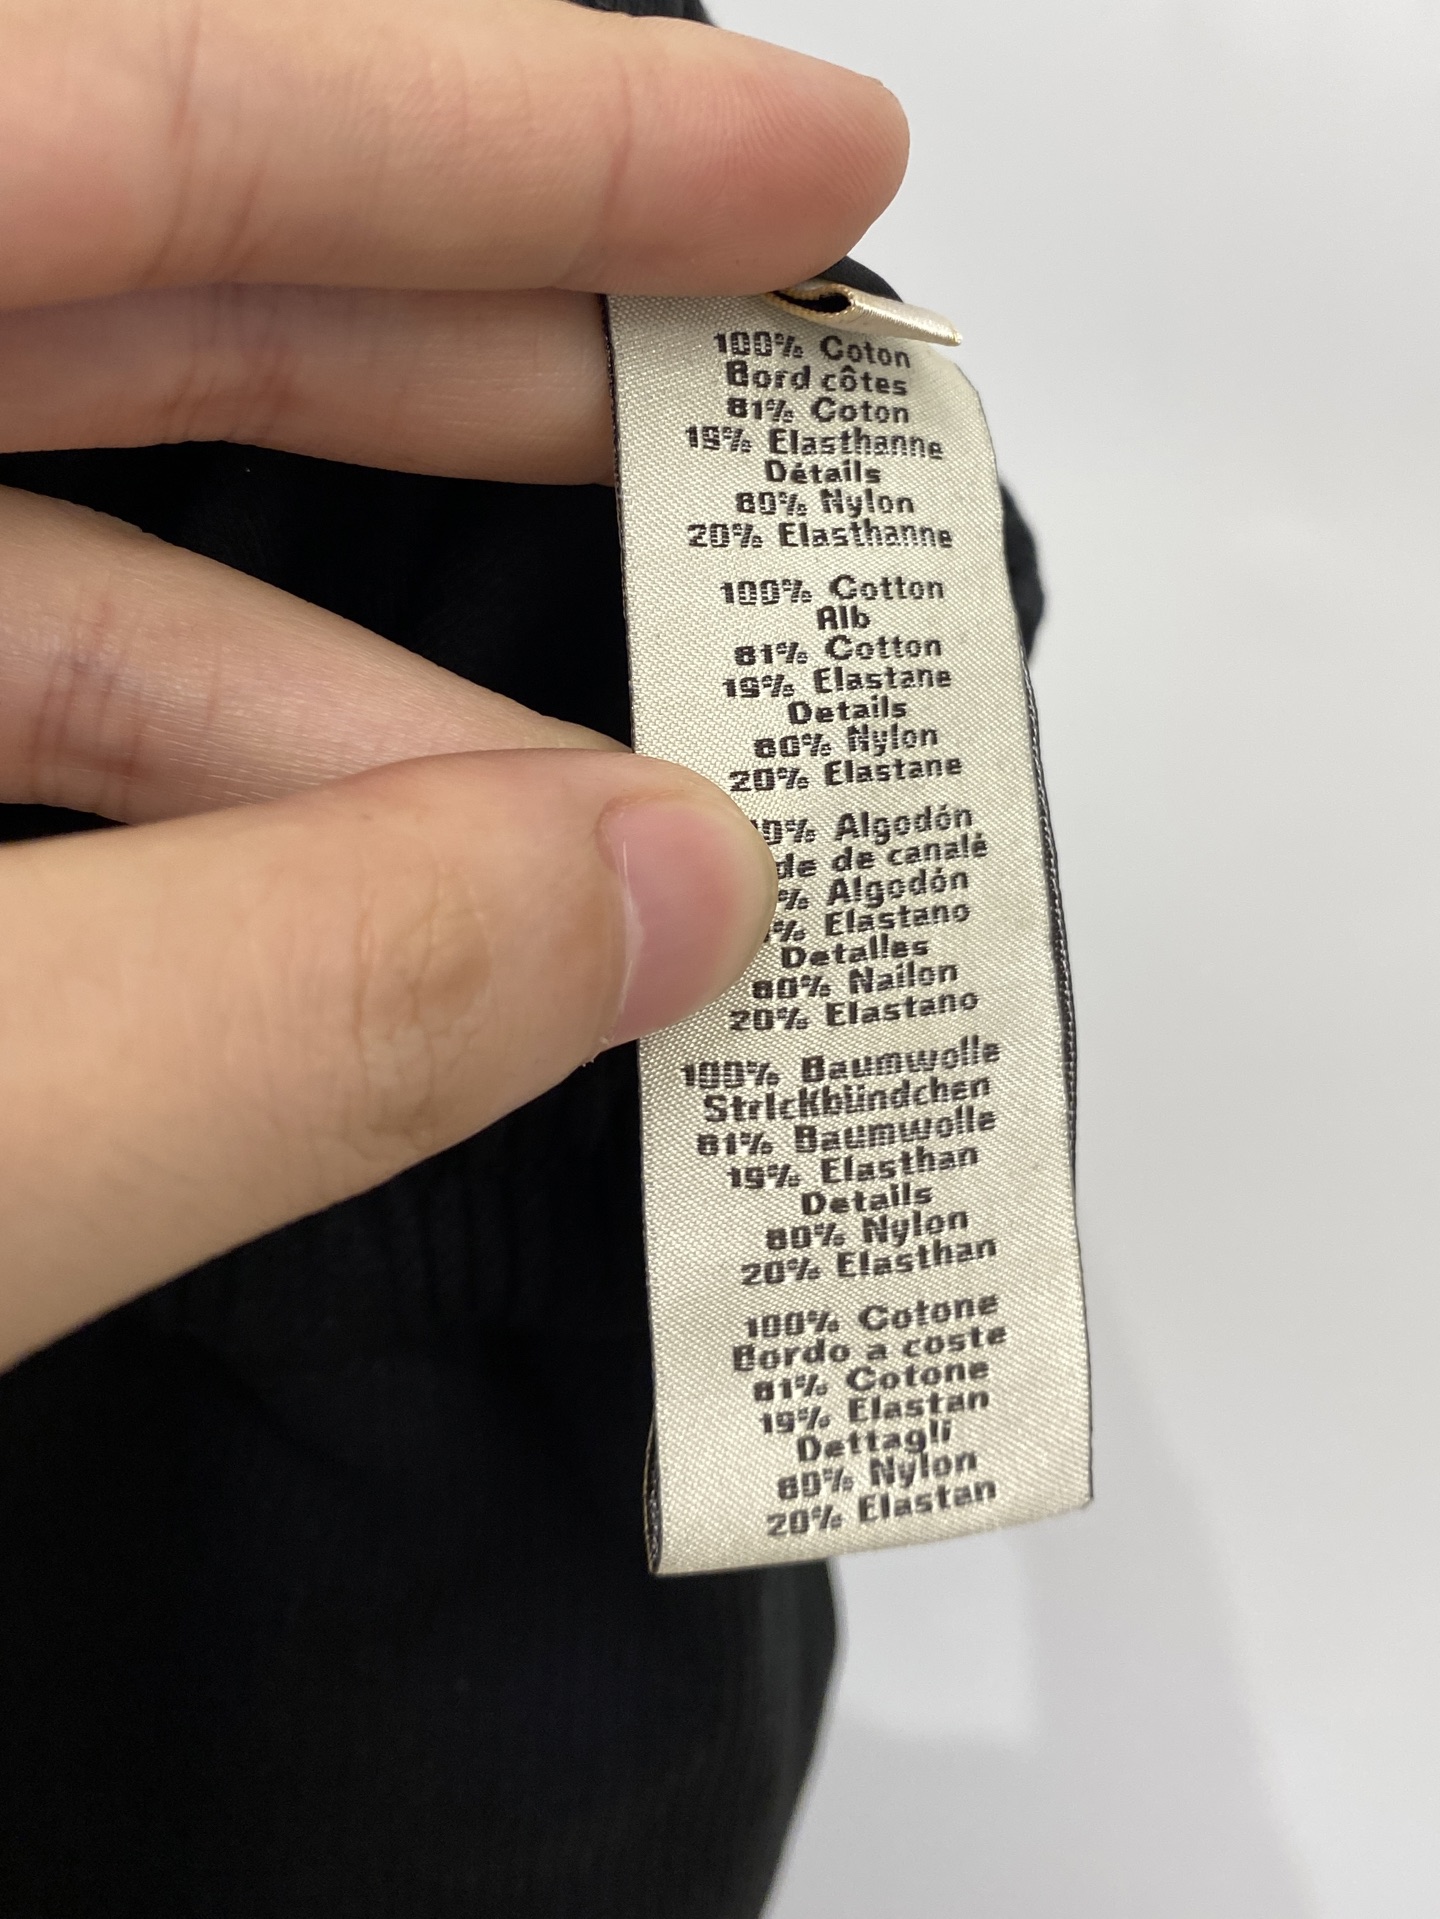 100% Coton
Bord côtes
81% Coton
19% Elasthanne
Détails
80% Nylon
20% Elasthanne
100% Cotton
Rib
81% Cotton
19% Elastane
Details
80% Nylon
20% Elastane
0% Algodón
de de canalé
% Algodón
% Elastano
Detalles
80% Nailon
20% Elastano
100% Baumwolle
Strickbündchen
81% Baumwolle
19% Elasthan
Details
80% Nylon
20% Elasthan
100% Cotone
Bordo a coste
81% Cotone
19% Elastan
Dettagli
80% Nylon
20% Elastan